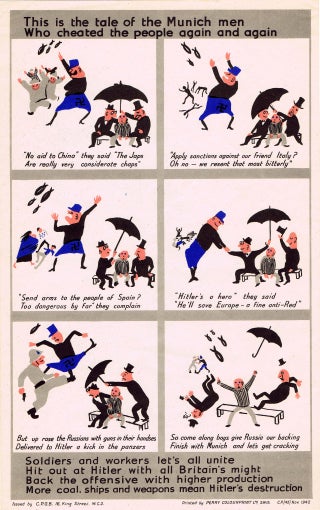 This is the tale of the Munich men
Who cheated the people again and again
"No aid to China" they said "The Japs
Are really very considerate chaps"
"Apply sanctions against our friend Italy?
Oh no – we resent that most bitterly"
"Send arms to the people of Spain?
Too dangerous by far" they complain
"Hitler's a hero" they said
"He'll save Europe – a fine anti-Red"
But up rose the Russians with guns in their handies
Delivered to Hitler a kick in the panzers
So come along boys give Russia our backing
Finish with Munich and let's get cracking
Soldiers and workers let's all unite
Hit out at Hitler with all Britain's might
Back the offensive with higher production
More coal, ships and weapons mean Hitler's destruction
Issued by C.P.G.B. 16, King Street, W.C.2.
Printed by PERRY COLOURPRINT LTD SW15